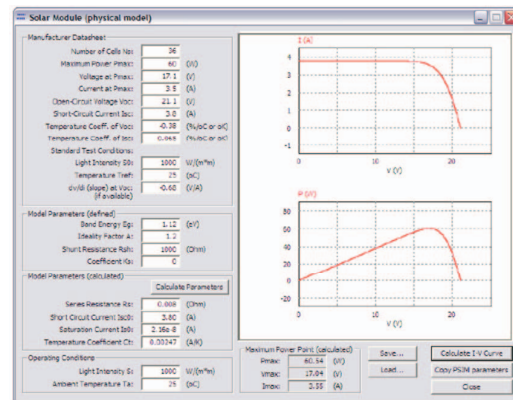 Solar Module (physical model)
Manufacturer Datasheet
Number of Cells Ns: 36
Maximum Power Pmax: 60 (W)
Voltage at Pmax: 17.1 (V)
Current at Pmax: 3.5 (A)
Open-Circuit Voltage Voc: 21.1 (V)
Short-Circuit Current Isc: 3.8 (A)
Temperature Coeff. of Voc: -0.38 (%/oC or oK)
Temperature Coeff. of Isc: 0.065 (%/oC or oK)
Standard Test Conditions:
Light Intensity S0: 1000 W/(m*m)
Temperature Tref: 25 (oC)
dv/di (slope) at Voc: -0.68 (V/A)
(if available)
Model Parameters (defined)
Band Energy Eg: 1.12 (eV)
Ideality Factor A: 1.2
Shunt Resistance Rsh: 1000 (Ohm)
Coefficient Ks: 0
Model Parameters (calculated)
Calculate Parameters
Series Resistance Rs: 0.008 (Ohm)
Short Circuit Current Isc0: 3.80 (A)
Saturation Current Is0: 2.16e-8 (A)
Temperature Coefficient Ct: 0.00247 (A/K)
Operating Conditions
Light Intensity S: 1000 W/(m*m)
Ambient Temperature Ta: 25 (oC)
I (A)
4
3
2
1
0
-1
0 10 20
V (V)
P (W)
80
60
40
20
0
-20
0 10 20
V (V)
Maximum Power Point (calculated)
Pmax: 60.54 (W)
Vmax: 17.04 (V)
Imax: 3.55 (A)
Save...
Load...
Calculate I-V Curve
Copy PSIM parameters
Close